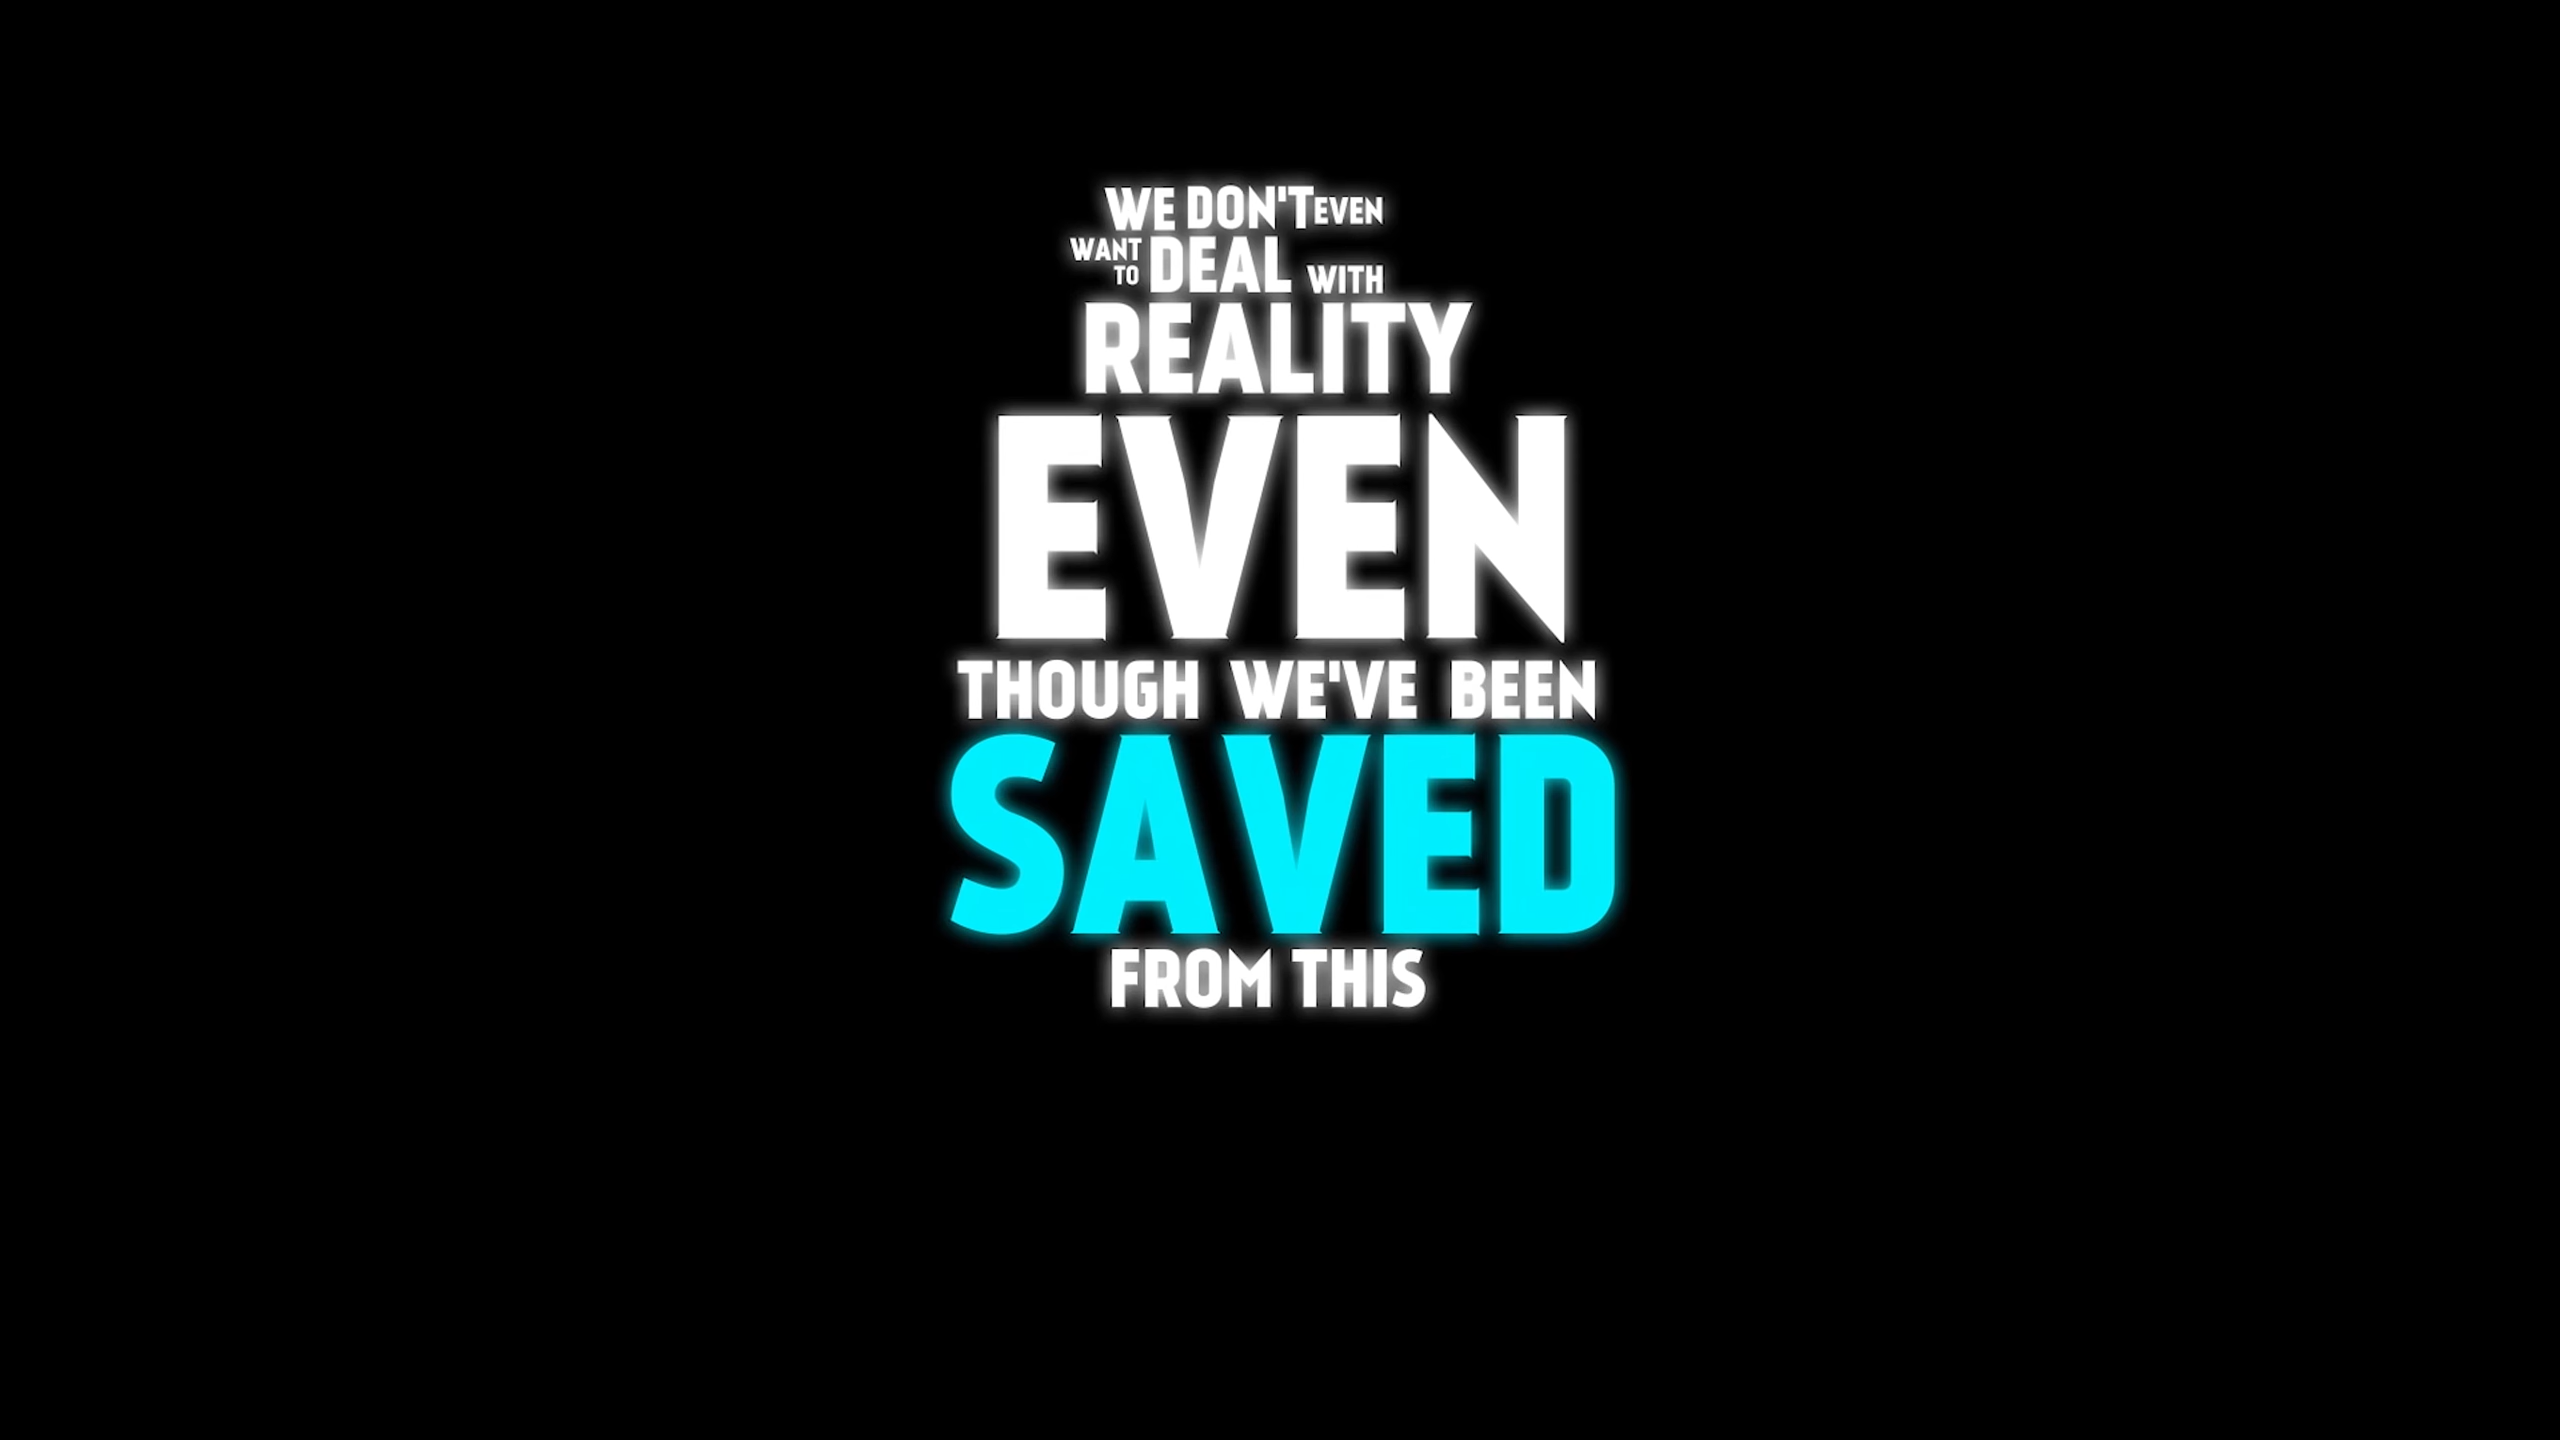 WE DON'T EVEN
WANT TO DEAL WITH
REALITY
EVEN
THOUGH WE'VE BEEN
SAVED
FROM THIS